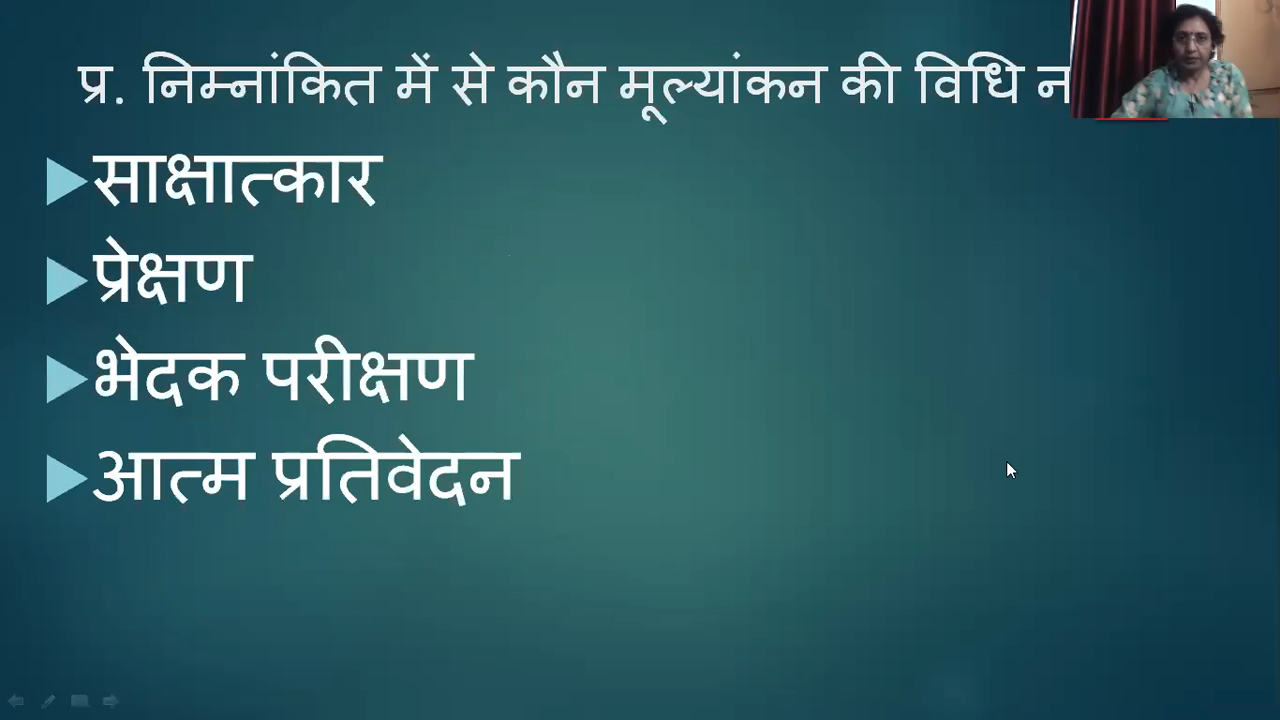 प्र. निम्नांकित में से कौन मूल्यांकन की विधि
साक्षात्कार
प्रेक्षण
भेदक परीक्षण
आत्म प्रतिवेदन